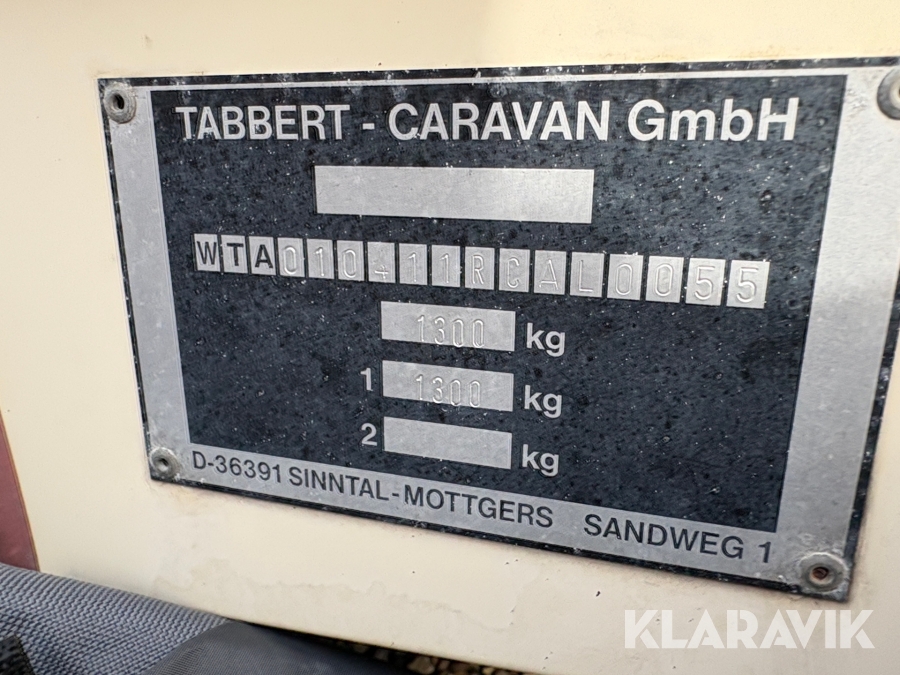 TABBERT - CARAVAN GmbH
WTA010411RCAL0055
1300 kg
1 1300 kg
2 kg
D-36391 SINNTAL-MOTTGERS SANDWEG 1
KLARAVIK